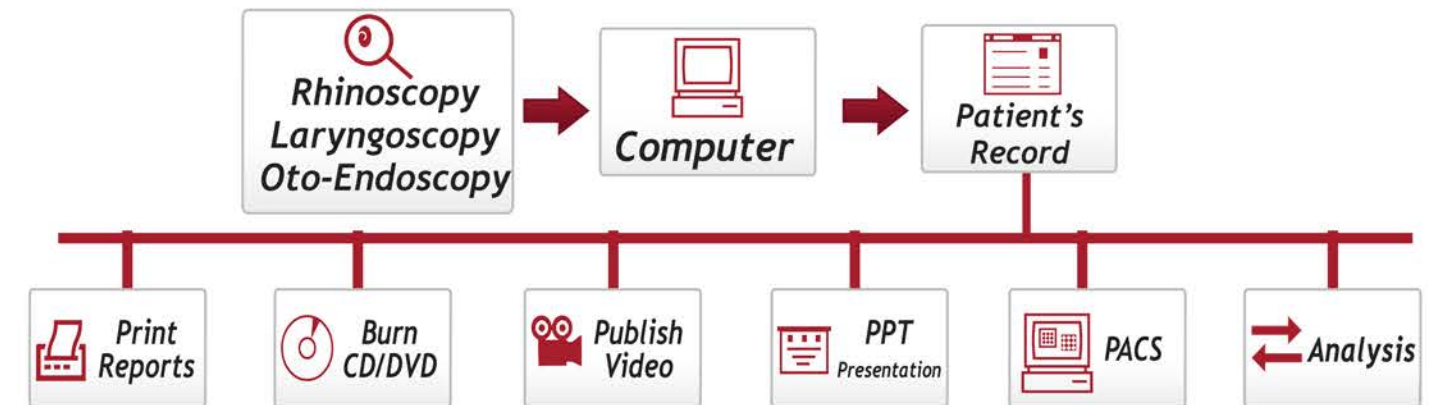 Rhinoscopy
Laryngoscopy
Oto-Endoscopy
Computer
Patient's
Record
Print
Reports
Burn
CD/DVD
Publish
Video
PPT
Presentation
PACS
Analysis